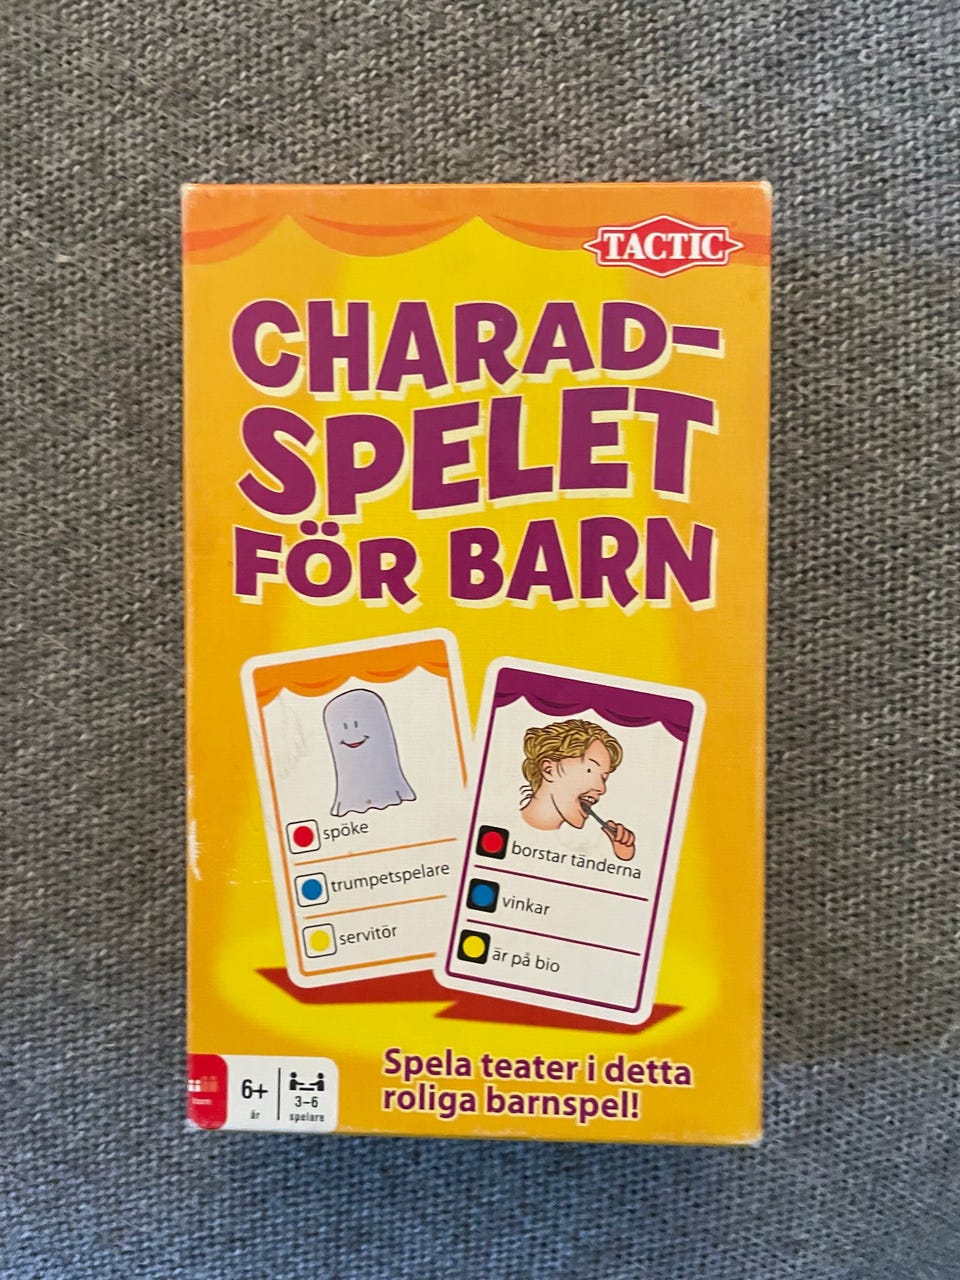 TACTIC
CHARAD-
SPELET
FÖR BARN
spöke
trumpetspelare
servitör
borstar tänderna
vinkar
är på bio
Spela teater i detta
roliga barnspel!
6+
år
3–6
spelare